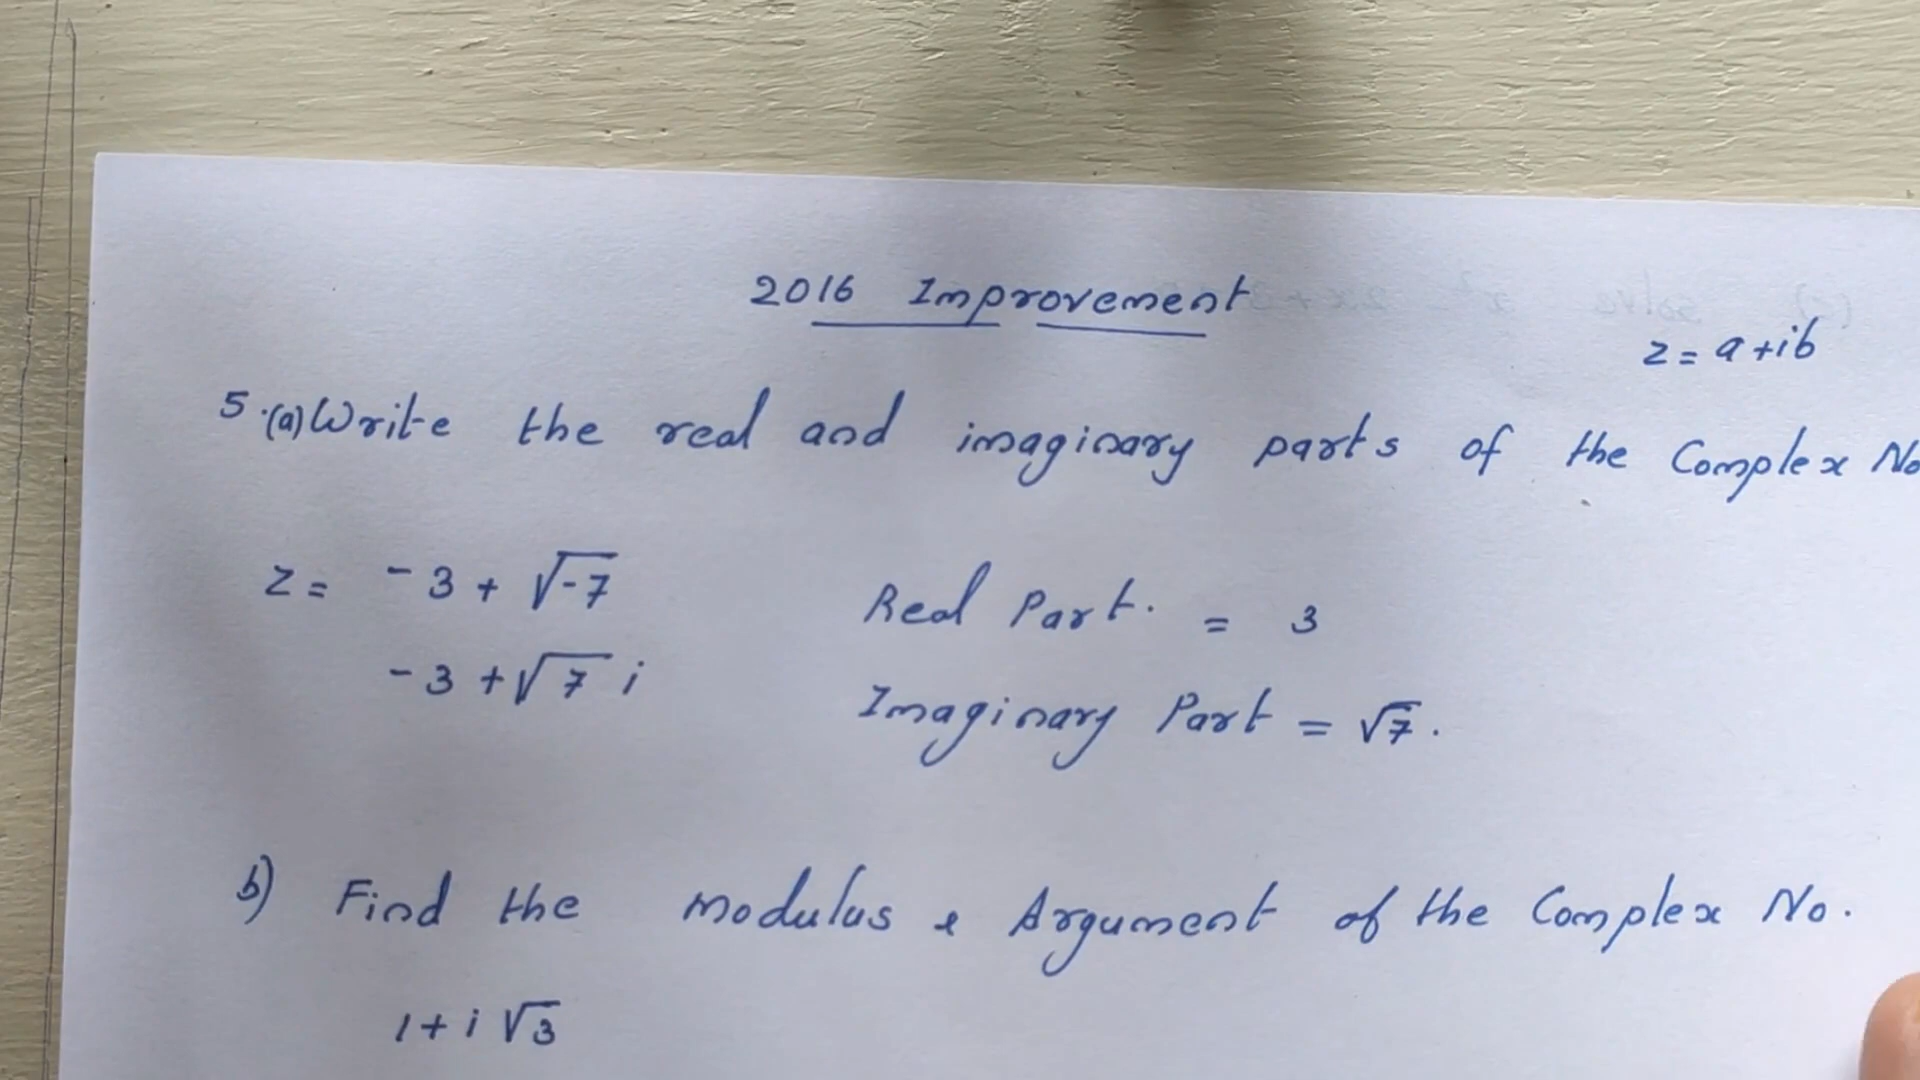 2016 Improvement
z = a+ib
5.(a) Write the real and imaginary parts of the Complex No
z = -3 + √-7
-3 + √7 i
Real Part. = 3
Imaginary Part = √7.
b) Find the modulus & Argument of the Complex No.
1 + i √3